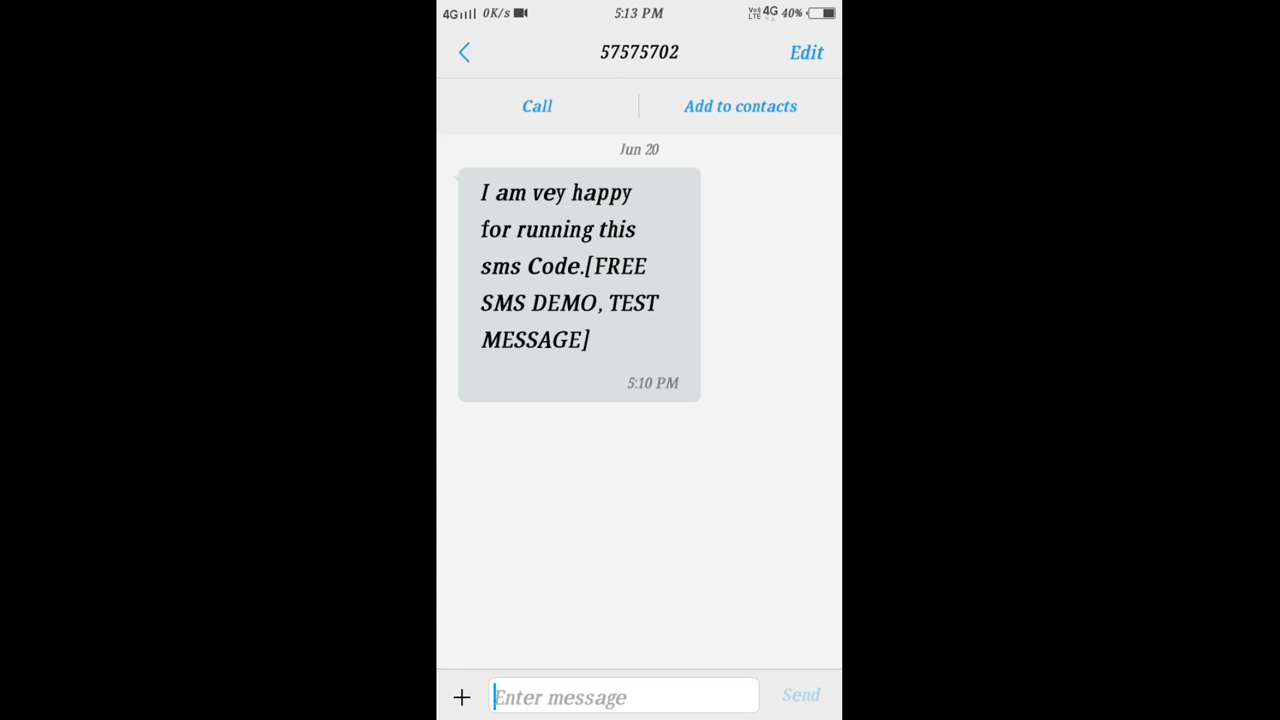 4G 0K/s 5:13 PM VoLTE 4G 40%
57575702 Edit
Call Add to contacts
Jun 20
I am vey happy
for running this
sms Code.[FREE
SMS DEMO, TEST
MESSAGE]
5:10 PM
Enter message Send